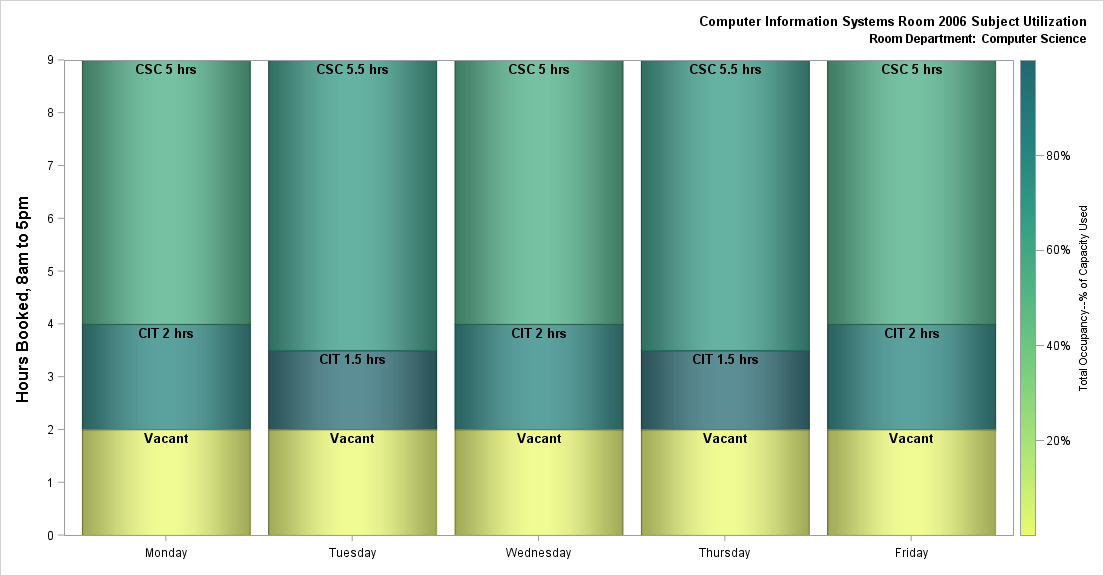 Computer Information Systems Room 2006 Subject Utilization
Room Department: Computer Science
Hours Booked, 8am to 5pm
9
8
7
6
5
4
3
2
1
0
CSC 5 hrs
CIT 2 hrs
Vacant
CSC 5.5 hrs
CIT 1.5 hrs
Vacant
CSC 5 hrs
CIT 2 hrs
Vacant
CSC 5.5 hrs
CIT 1.5 hrs
Vacant
CSC 5 hrs
CIT 2 hrs
Vacant
Monday
Tuesday
Wednesday
Thursday
Friday
80%
60%
40%
20%
Total Occupancy--% of Capacity Used